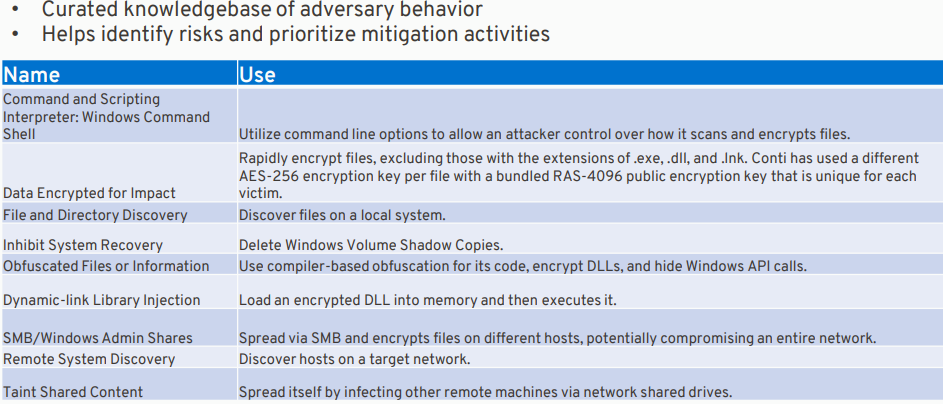 • Curated knowledgebase of adversary behavior
• Helps identify risks and prioritize mitigation activities
Name Use
Command and Scripting
Interpreter: Windows Command
Shell Utilize command line options to allow an attacker control over how it scans and encrypts files.
Rapidly encrypt files, excluding those with the extensions of .exe, .dll, and .lnk. Conti has used a different
AES-256 encryption key per file with a bundled RAS-4096 public encryption key that is unique for each
Data Encrypted for Impact victim.
File and Directory Discovery Discover files on a local system.
Inhibit System Recovery Delete Windows Volume Shadow Copies.
Obfuscated Files or Information Use compiler-based obfuscation for its code, encrypt DLLs, and hide Windows API calls.
Dynamic-link Library Injection Load an encrypted DLL into memory and then executes it.
SMB/Windows Admin Shares Spread via SMB and encrypts files on different hosts, potentially compromising an entire network.
Remote System Discovery Discover hosts on a target network.
Taint Shared Content Spread itself by infecting other remote machines via network shared drives.